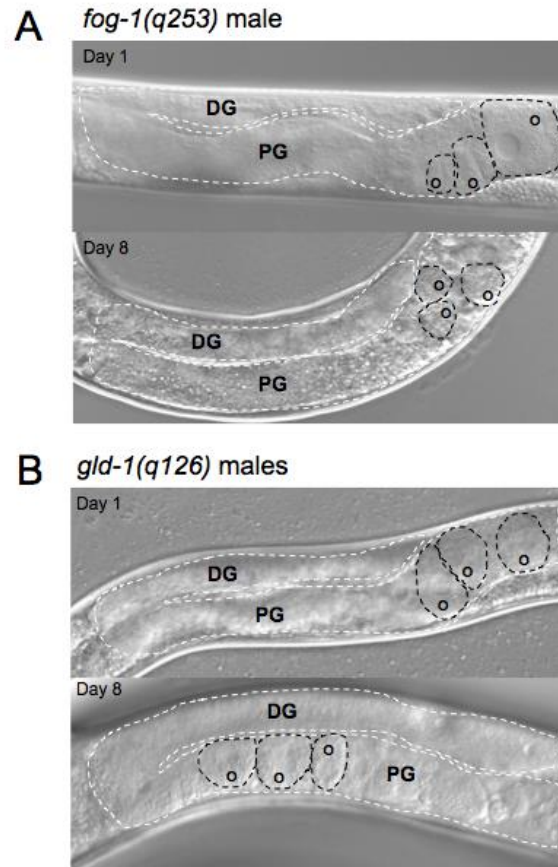 A fog-1(q253) male
Day 1
DG
PG
o
o o
Day 8
o
o
o
DG
PG
B gld-1(q126) males
Day 1
DG
o
o
o
PG
Day 8
DG
o
o o
PG